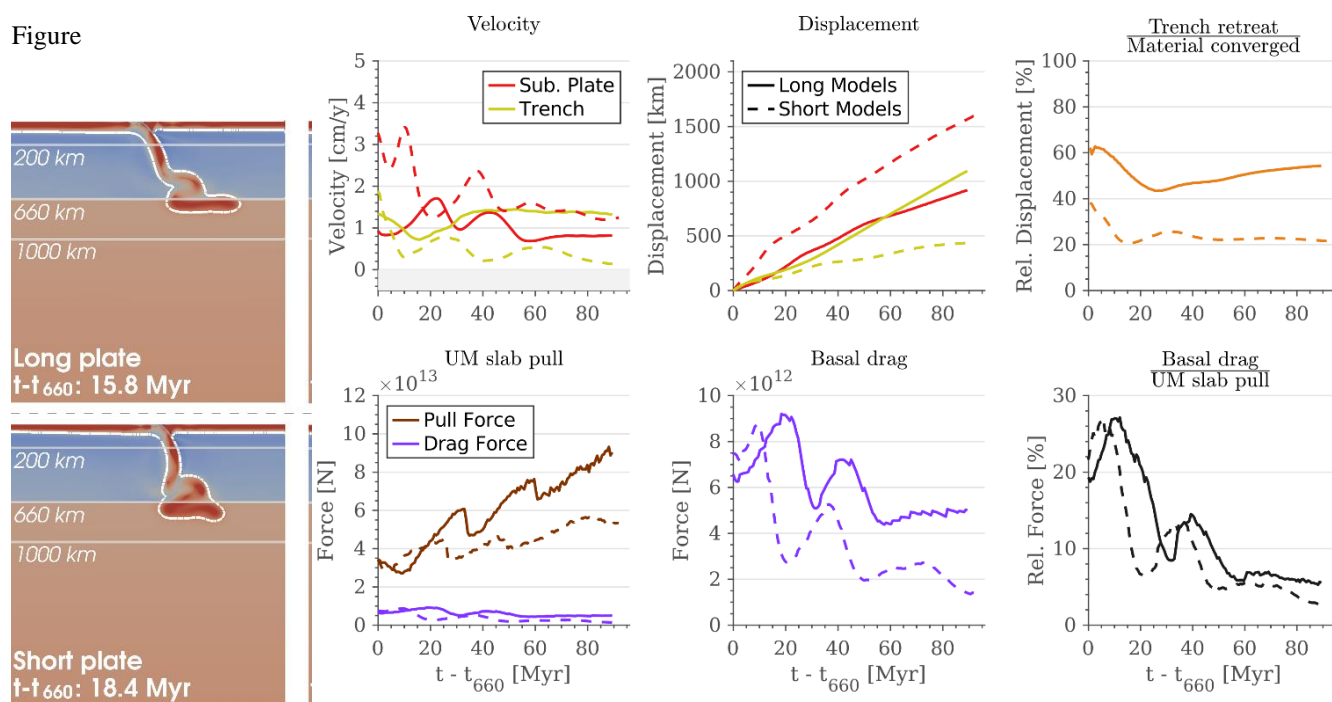 Figure
200 km
660 km
1000 km
Long plate
t-t660: 15.8 Myr
200 km
660 km
1000 km
Short plate
t-t660: 18.4 Myr
Velocity
Velocity [cm/y]
5
4
3
2
1
0
Sub. Plate
Trench
0 20 40 60 80
Displacement
Displacement [km]
2000
1500
1000
500
0
Long Models
Short Models
0 20 40 60 80
Trench retreat
Material converged
Rel. Displacement [%]
100
80
60
40
20
0
0 20 40 60 80
UM slab pull
×10^13
Force [N]
12
10
8
6
4
2
0
Pull Force
Drag Force
0 20 40 60 80
t - t660 [Myr]
Basal drag
×10^12
Force [N]
10
8
6
4
2
0
0 20 40 60 80
t - t660 [Myr]
Basal drag
UM slab pull
Rel. Force [%]
30
20
10
0
0 20 40 60 80
t - t660 [Myr]